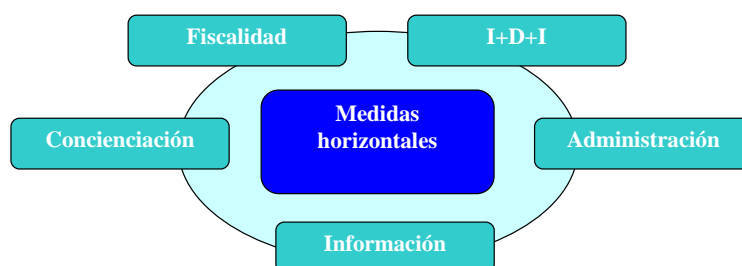 Fiscalidad
I+D+I
Medidas
horizontales
Concienciación
Administración
Información